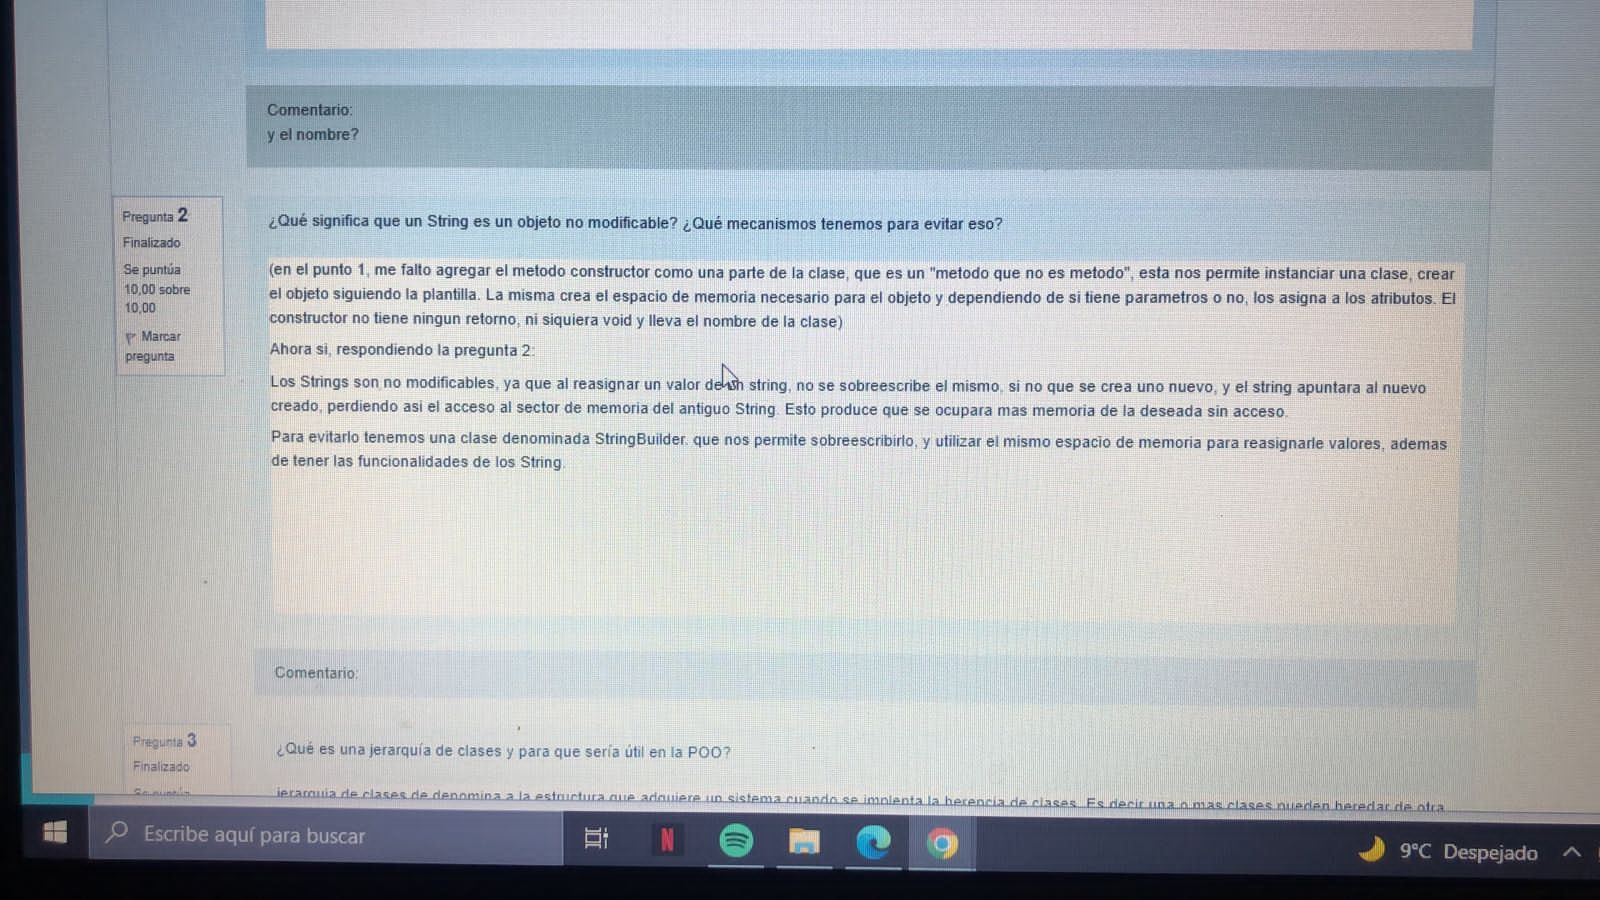 Comentario:
y el nombre?
Pregunta 2
Finalizado
Se puntúa
10,00 sobre
10,00
Marcar
pregunta
¿Qué significa que un String es un objeto no modificable? ¿Qué mecanismos tenemos para evitar eso?
(en el punto 1, me falto agregar el metodo constructor como una parte de la clase, que es un "metodo que no es metodo", esta nos permite instanciar una clase, crear
el objeto siguiendo la plantilla. La misma crea el espacio de memoria necesario para el objeto y dependiendo de si tiene parametros o no, los asigna a los atributos. El
constructor no tiene ningun retorno, ni siquiera void y lleva el nombre de la clase)
Ahora si, respondiendo la pregunta 2:
Los Strings son no modificables, ya que al reasignar un valor de un string, no se sobreescribe el mismo, si no que se crea uno nuevo, y el string apuntara al nuevo
creado, perdiendo asi el acceso al sector de memoria del antiguo String. Esto produce que se ocupara mas memoria de la deseada sin acceso.
Para evitarlo tenemos una clase denominada StringBuilder. que nos permite sobreescribirlo, y utilizar el mismo espacio de memoria para reasignarle valores, ademas
de tener las funcionalidades de los String.
Comentario:
Pregunta 3
Finalizado
Se puntúa
¿Qué es una jerarquía de clases y para que sería útil en la POO?
jerarquia de clases de denomina a la estructura que adquiere un sistema cuando se implenta la herencia de clases. Es decir una o mas clases pueden heredar de otra
Escribe aquí para buscar
N
9°C Despejado